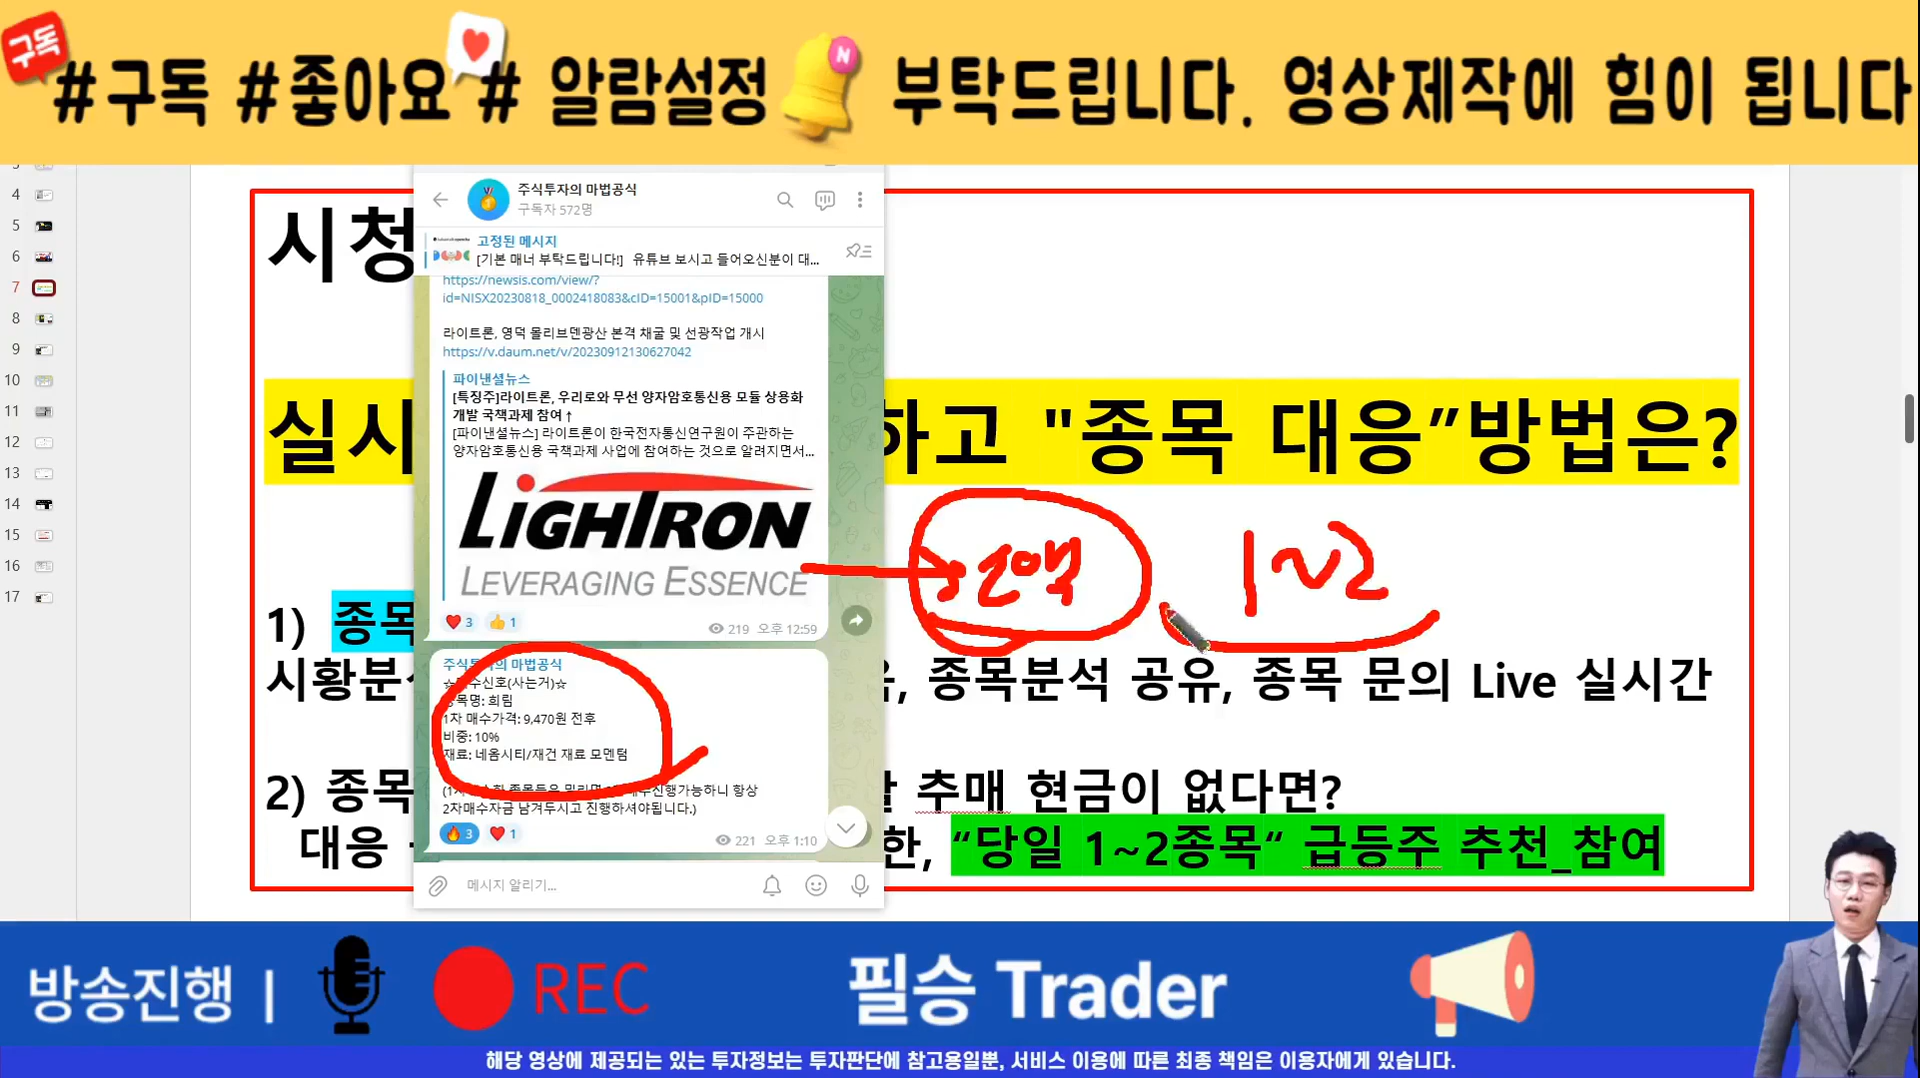 구독
#구독 #좋아요 # 알람설정 N 부탁드립니다. 영상제작에 힘이 됩니다
4
5
6
7
8
9
10
11
12
13
14
15
16
17
시청
실시
하고 "종목 대응”방법은?
1) 종목
시황분
, 종목분석 공유, 종목 문의 Live 실시간
2) 종목
추매 현금이 없다면?
대응
한, “당일 1~2종목“ 급등주 추천_참여
1~2
주식투자의 마법공식
구독자 572명
고정된 메시지
[기본 매너 부탁드립니다!] 유튜브 보시고 들어오신분이 대...
https://newsis.com/view/?
id=NISX20230818_0002418083&cID=15001&pID=15000
라이트론, 영덕 몰리브덴광산 본격 채굴 및 선광작업 개시
https://v.daum.net/v/20230912130627042
파이낸셜뉴스
[특징주]라이트론, 우리로와 무선 양자암호통신용 모듈 상용화
개발 국책과제 참여↑
[파이낸셜뉴스] 라이트론이 한국전자통신연구원이 주관하는
양자암호통신용 국책과제 사업에 참여하는 것으로 알려지면서...
LIGHTRON
LEVERAGING ESSENCE
3 1
219 오후 12:59
주식투자의 마법공식
☆매수신호(사는거)☆
종목명: 희림
1차 매수가격: 9,470원 전후
비중: 10%
재료: 네옴시티/재건 재료 모멘텀
2차매수자금 남겨두시고 진행하셔야됩니다.)
3 1
221 오후 1:10
메시지 알리기...
방송진행 | REC 필승 Trader
해당 영상에 제공되는 있는 투자정보는 투자판단에 참고용일뿐, 서비스 이용에 따른 최종 책임은 이용자에게 있습니다.